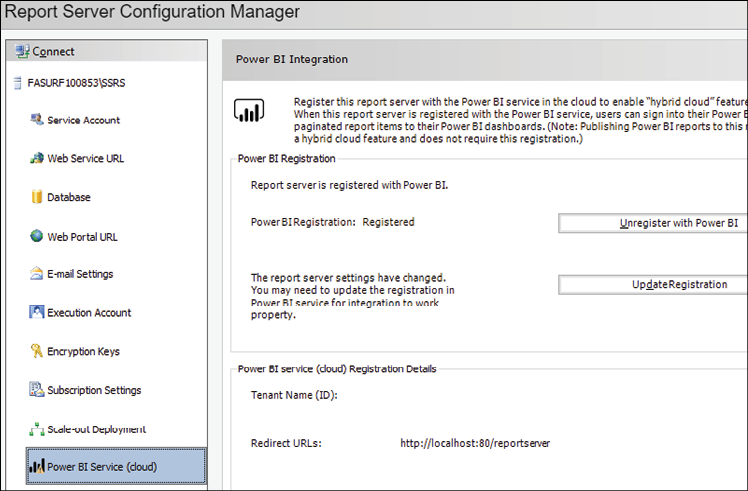 Report Server Configuration Manager
Connect
FASURF100853\SSRS
Service Account
Web Service URL
Database
Web Portal URL
E-mail Settings
Execution Account
Encryption Keys
Subscription Settings
Scale-out Deployment
Power BI Service (cloud)
Power BI Integration
Register this report server with the Power BI service in the cloud to enable "hybrid cloud" feature
When this report server is registered with the Power BI service, users can sign into their Power B
paginated report items to their Power BI dashboards. (Note: Publishing Power BI reports to this r
a hybrid cloud feature and does not require this registration.)
Power BI Registration
Report server is registered with Power BI.
Power BI Registration: Registered
Unregister with Power BI
The report server settings have changed.
You may need to update the registration in
Power BI service for integration to work
property.
Update Registration
Power BI service (cloud) Registration Details
Tenant Name (ID):
Redirect URLs: http://localhost:80/reportserver